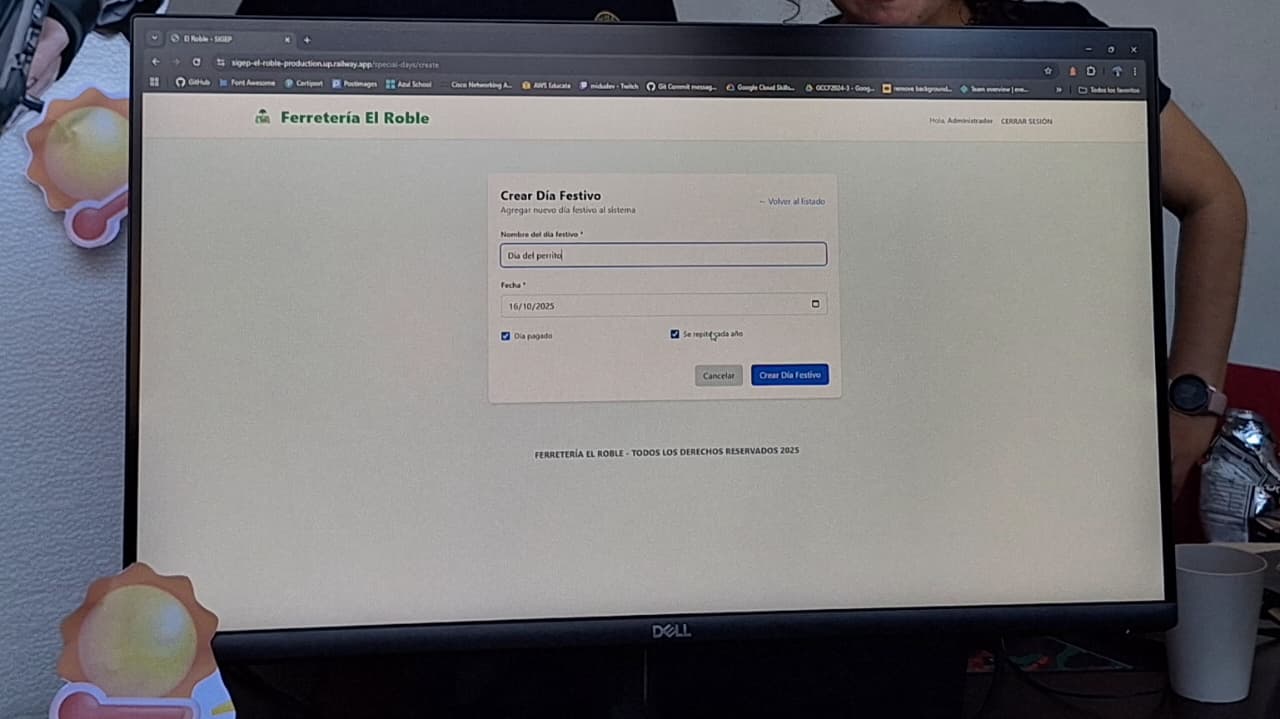 El Roble - SIGEP
sigep-el-roble-production.up.railway.app/special-days/create
GitHub Font Awesome Certiport Postimages Azul School Cisco Networking A... AWS Educate midudev - Twitch Git Commit messag... Google Cloud Skills... GCCF2024-3 - Goog... remove background... Team overview | eve... » Todos los favoritos
Ferretería El Roble
Hola, Administrador CERRAR SESIÓN
Crear Día Festivo
← Volver al listado
Agregar nuevo día festivo al sistema
Nombre del día festivo *
Dia del perrito
Fecha *
16/10/2025
Día pagado
Se repite cada año
Cancelar
Crear Día Festivo
FERRETERÍA EL ROBLE - TODOS LOS DERECHOS RESERVADOS 2025
DELL